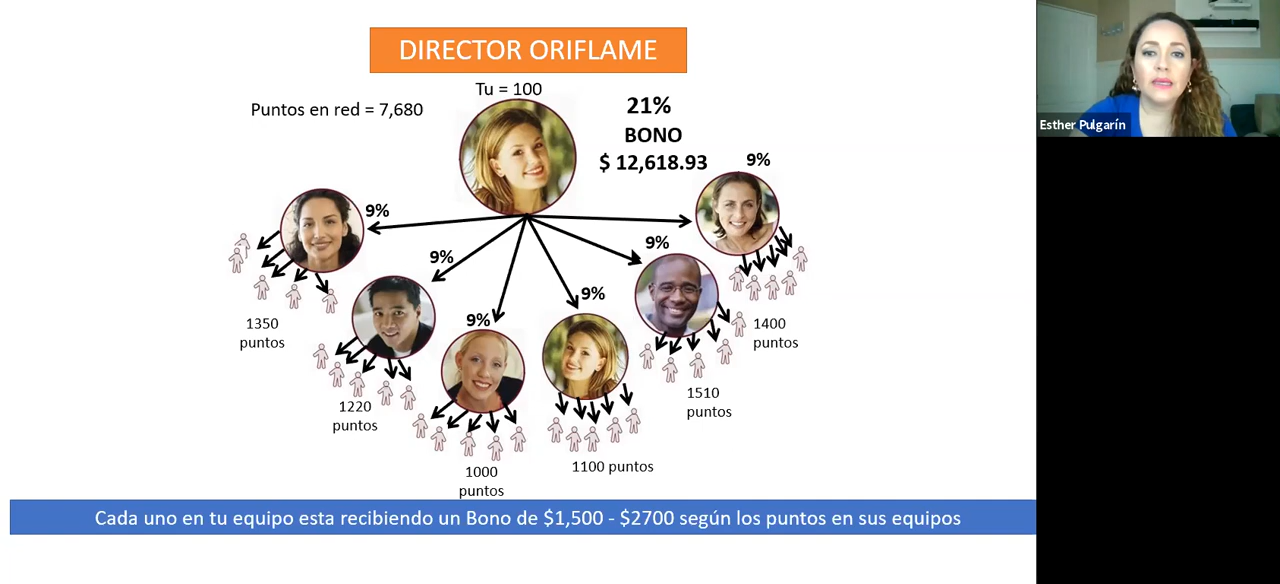 DIRECTOR ORIFLAME
Tu = 100
Puntos en red = 7,680
21%
BONO
$ 12,618.93
9%
9%
9%
9%
9%
9%
1350
puntos
1220
puntos
1000
puntos
1100 puntos
1510
puntos
1400
puntos
Cada uno en tu equipo esta recibiendo un Bono de $1,500 - $2700 según los puntos en sus equipos
Esther Pulgarín